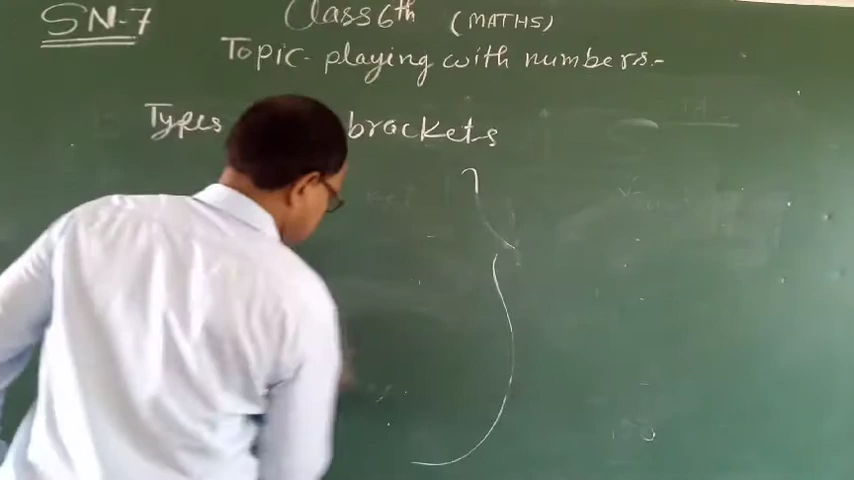 SN-7
Class 6th (MATHS)
Topic- playing with numbers.-
Types brackets